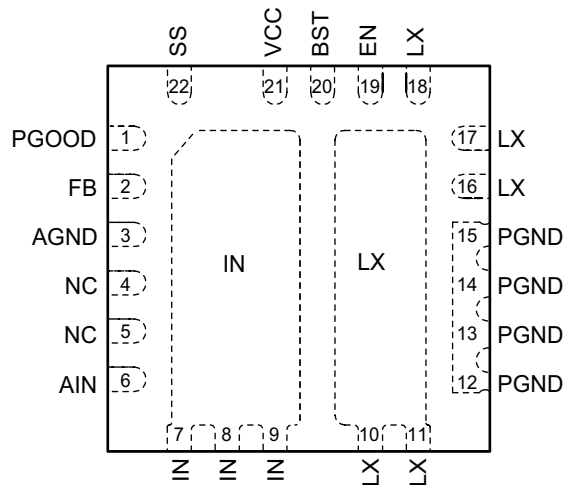 SS
VCC
BST
EN
LX
22
21
20
19
18
PGOOD 1
17 LX
FB 2
16 LX
AGND 3
15 PGND
IN
LX
NC 4
14 PGND
NC 5
13 PGND
AIN 6
12 PGND
7
8
9
10
11
IN
IN
IN
LX
LX